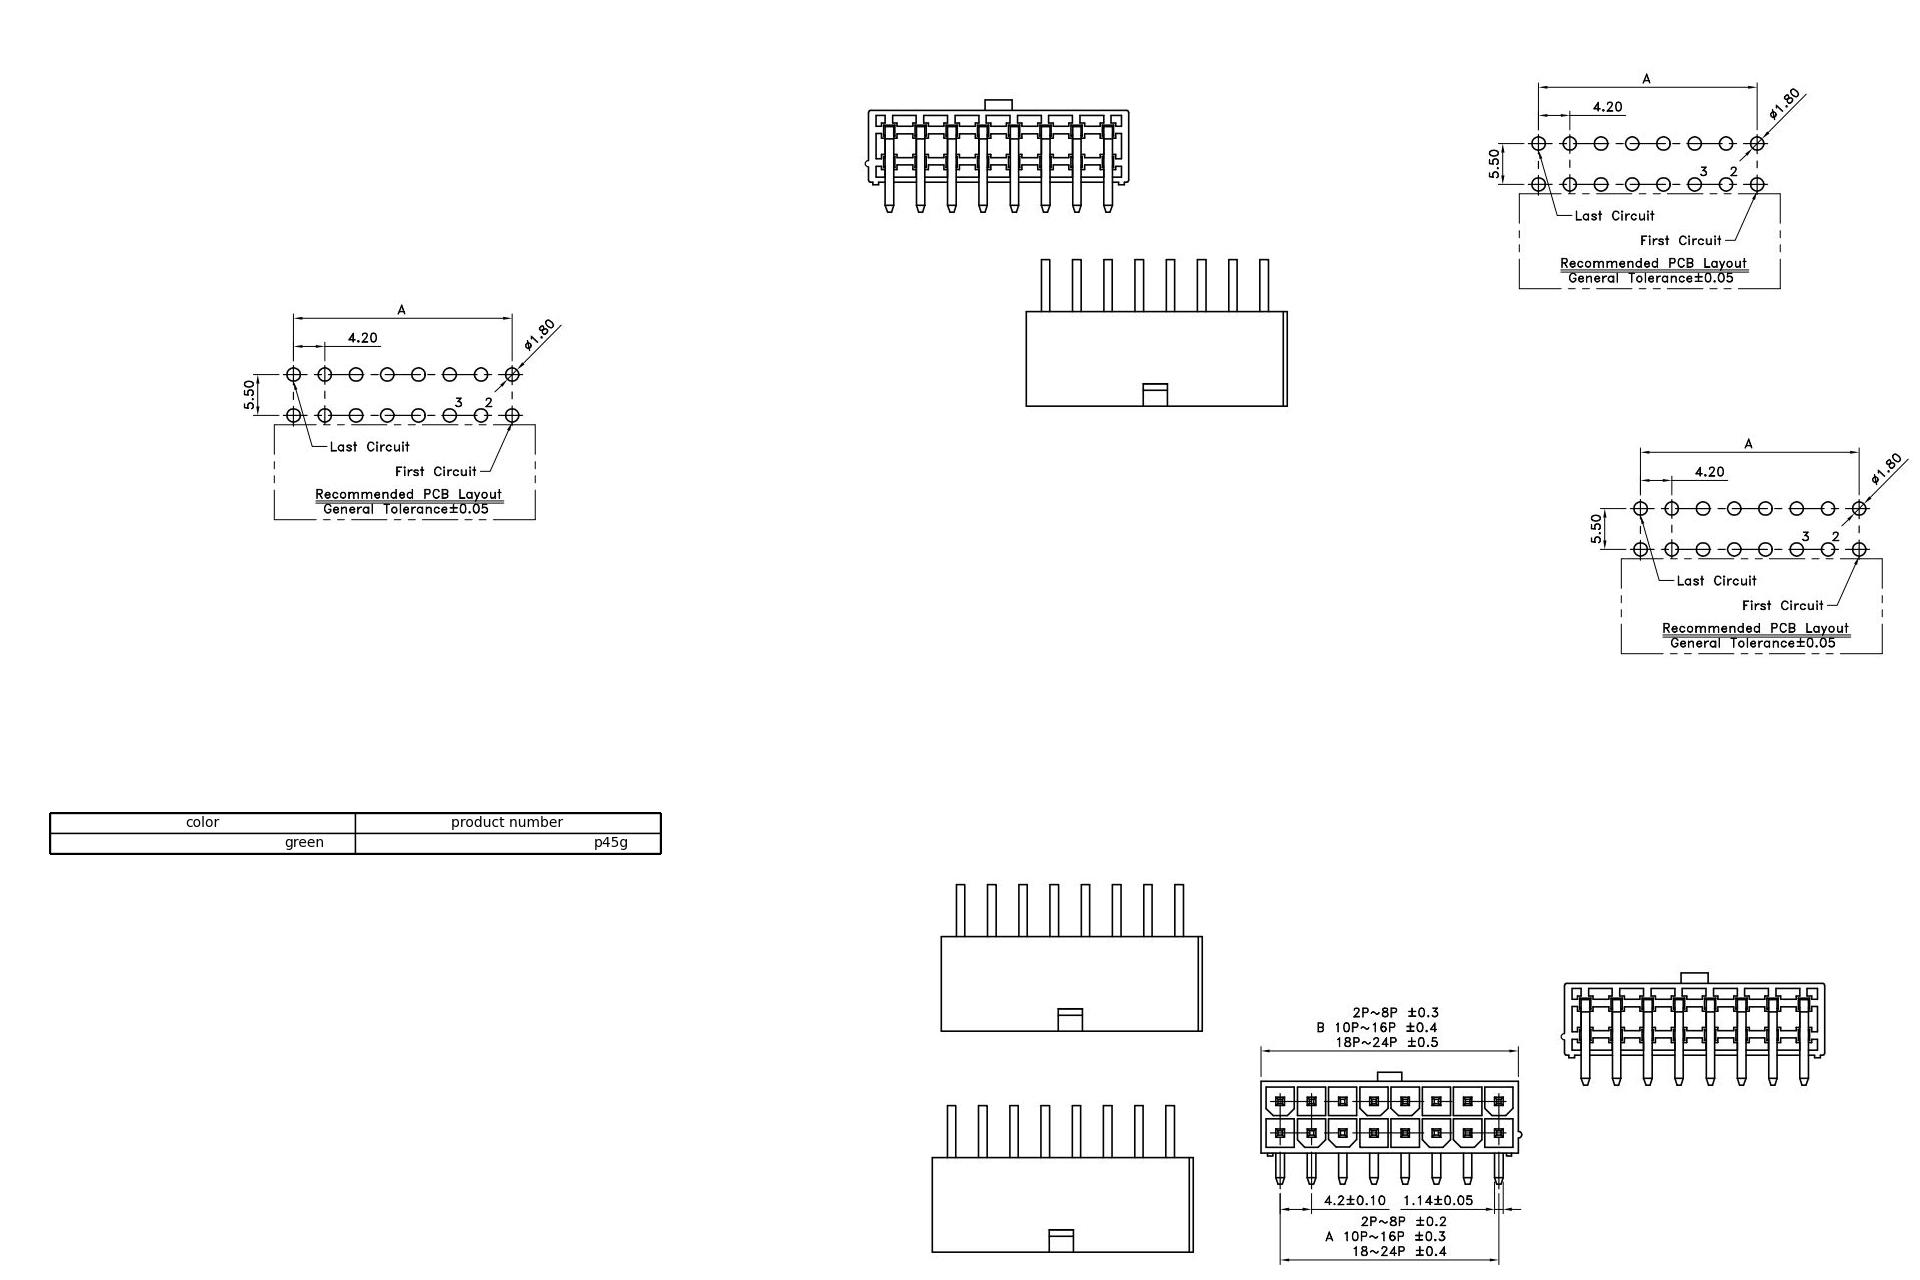 A
4.20
ø1.80
5.50
3 2
Last Circuit
First Circuit
Recommended PCB Layout
General Tolerance±0.05
A
4.20
ø1.80
5.50
3 2
Last Circuit
First Circuit
Recommended PCB Layout
General Tolerance±0.05
A
4.20
ø1.80
5.50
3 2
Last Circuit
First Circuit
Recommended PCB Layout
General Tolerance±0.05
color product number
green p45g
2P~8P ±0.3
B 10P~16P ±0.4
18P~24P ±0.5
4.2±0.10 1.14±0.05
2P~8P ±0.2
A 10P~16P ±0.3
18~24P ±0.4